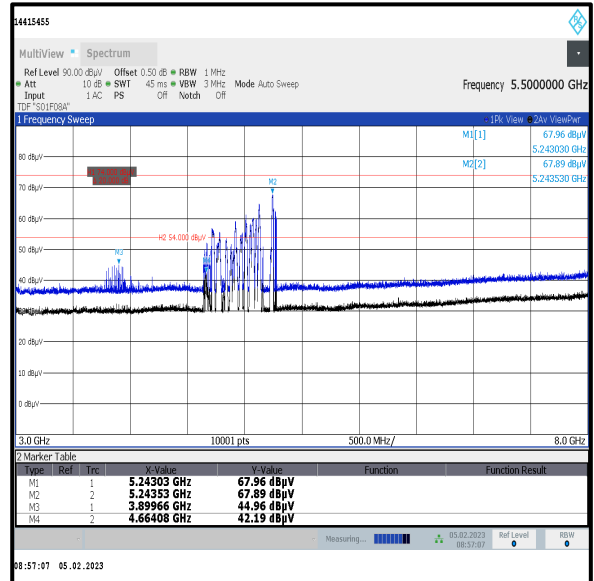 14415455
MultiView Spectrum
Ref Level 90.00 dBµV Offset 0.50 dB RBW 1 MHz
Att 10 dB SWT 45 ms VBW 3 MHz Mode Auto Sweep Frequency 5.5000000 GHz
Input 1 AC PS Off Notch Off
TDF "S01F08A"
1 Frequency Sweep 1Pk View 2Av ViewPwr
M1[1] 67.96 dBµV
5.243030 GHz
M2[2] 67.89 dBµV
5.243530 GHz
80 dBµV
70 dBµV
M2
60 dBµV
H2 54.000 dBµV
50 dBµV
M3
40 dBµV
20 dBµV
10 dBµV
0 dBµV
3.0 GHz 10001 pts 500.0 MHz/ 8.0 GHz
2 Marker Table
Type Ref Trc X-Value Y-Value Function Function Result
M1 1 5.24303 GHz 67.96 dBµV
M2 2 5.24353 GHz 67.89 dBµV
M3 1 3.89966 GHz 44.96 dBµV
M4 2 4.66408 GHz 42.19 dBµV
Measuring... 05.02.2023 Ref Level RBW
08:57:07
08:57:07 05.02.2023